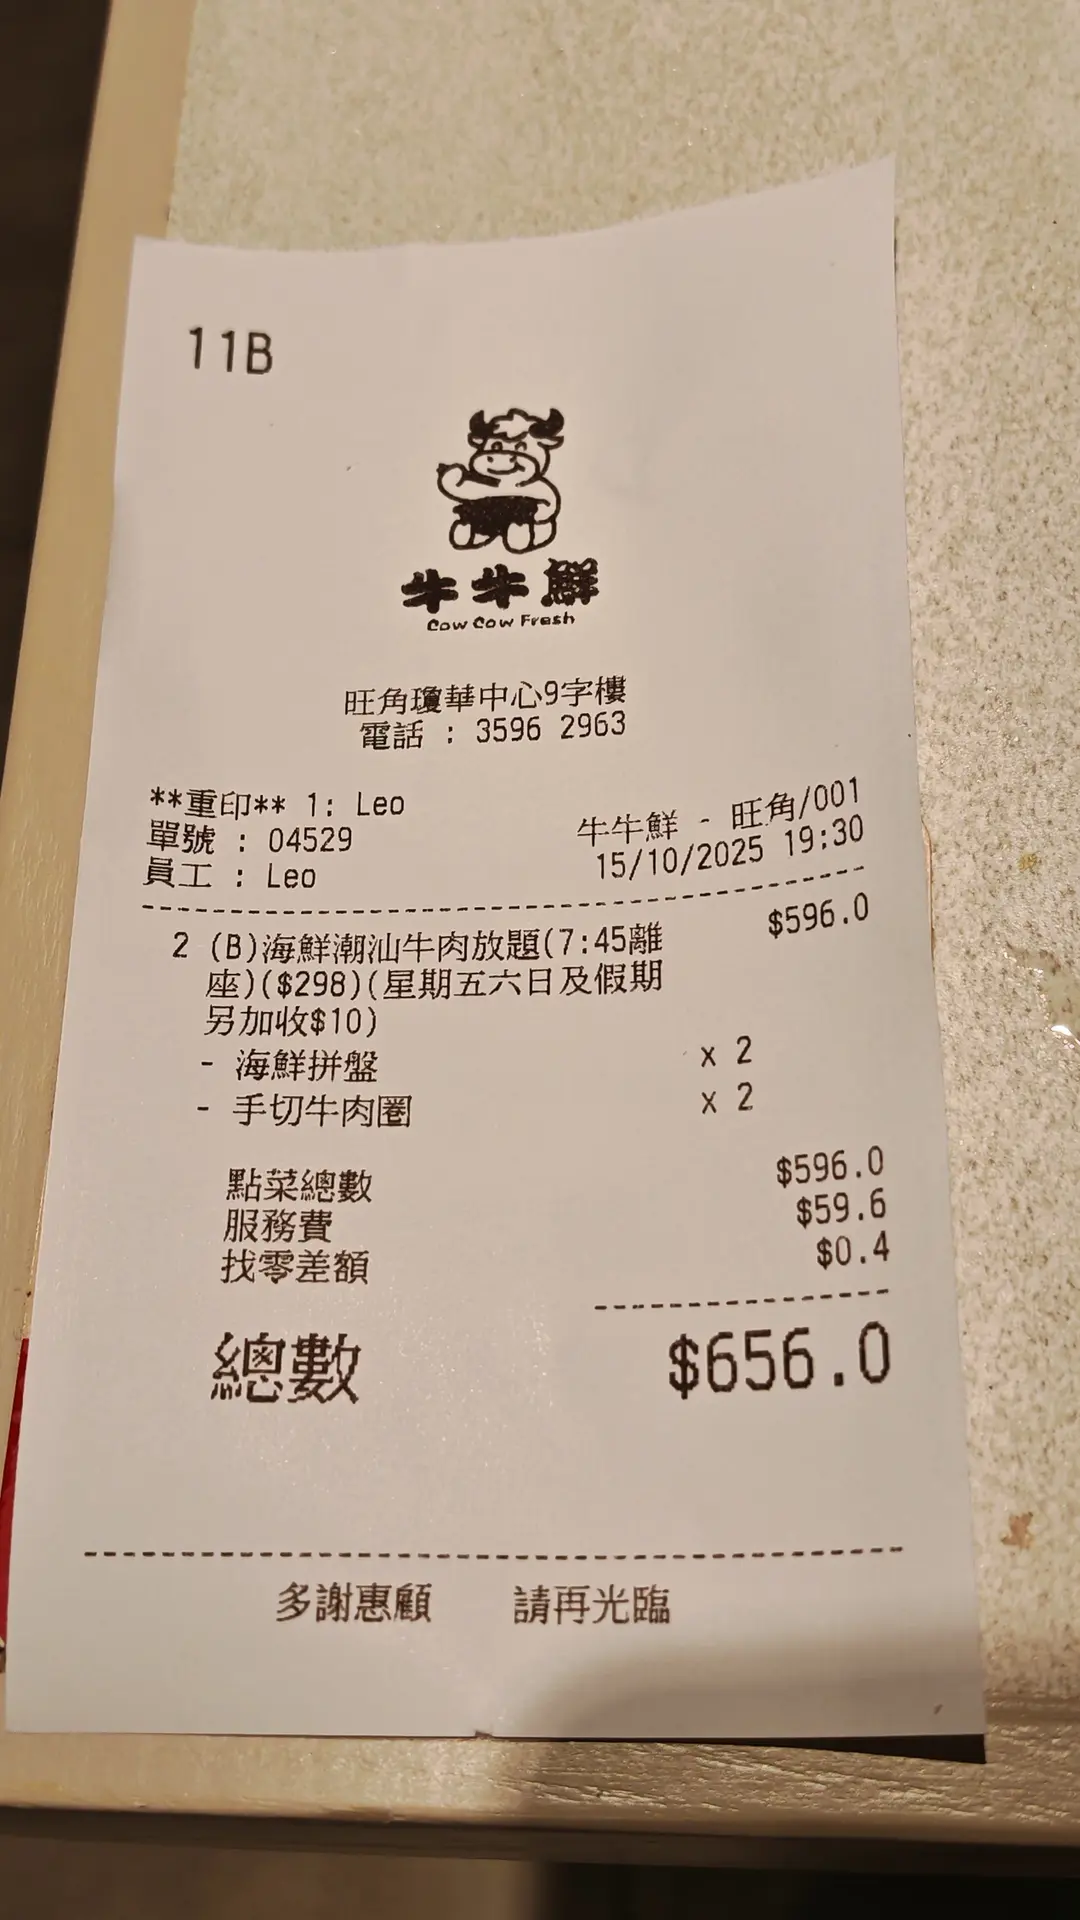 11B
牛牛鮮
Cow Cow Fresh
旺角瓊華中心9字樓
電話 : 3596 2963
**重印** 1: Leo
單號 : 04529
牛牛鮮 - 旺角/001
員工 : Leo
15/10/2025 19:30
2 (B)海鮮潮汕牛肉放題(7:45離 $596.0
座)($298)(星期五六日及假期
另加收$10)
- 海鮮拼盤 x 2
- 手切牛肉圈 x 2
點菜總數 $596.0
服務費 $59.6
找零差額 $0.4
總數 $656.0
多謝惠顧 請再光臨